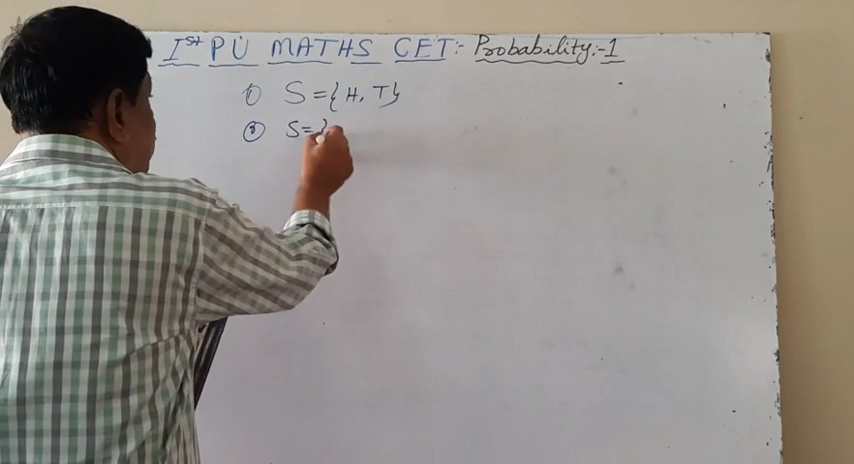 Ist PU MATHS CET:- Probability:-1
① S = {H, T}
② S = {